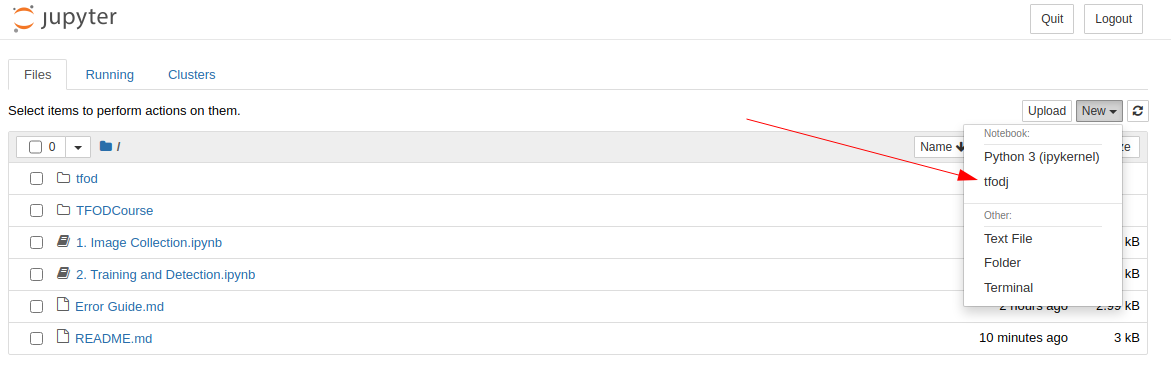 jupyter
Quit
Logout
Files
Running
Clusters
Select items to perform actions on them.
Upload
New
0
/
Name
Notebook:
Python 3 (ipykernel)
tfodj
Other:
Text File
Folder
Terminal
tfod
TFODCourse
1. Image Collection.ipynb
kB
2. Training and Detection.ipynb
kB
Error Guide.md
2 hours ago 2.99 kB
README.md
10 minutes ago 3 kB